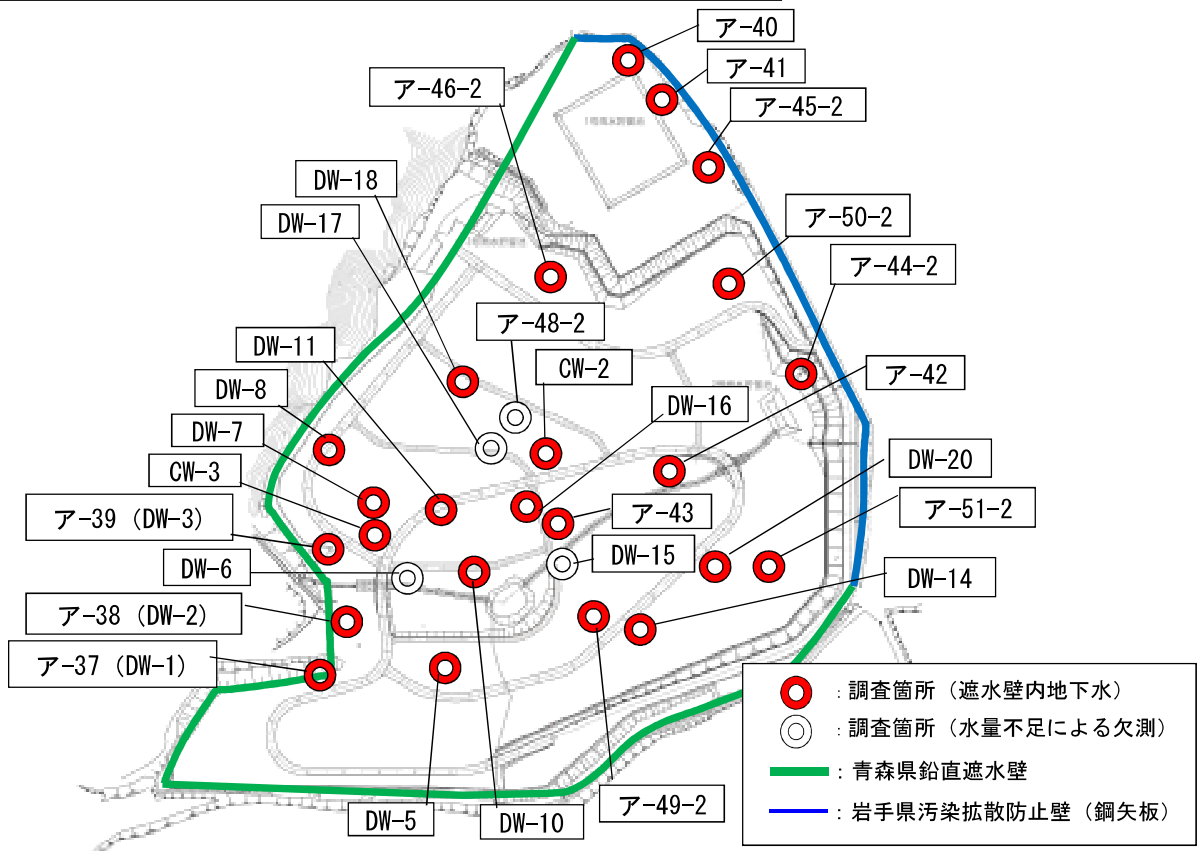 ア-40
ア-41
ア-46-2
ア-45-2
DW-18
DW-17
ア-50-2
ア-44-2
ア-48-2
DW-11
CW-2
ア-42
DW-8
DW-16
DW-7
DW-20
CW-3
ア-39 (DW-3)
ア-43
ア-51-2
DW-6
DW-15
DW-14
ア-38 (DW-2)
ア-37 (DW-1)
ア-49-2
DW-5
DW-10
：調査箇所（遮水壁内地下水）
：調査箇所（水量不足による欠測）
：青森県鉛直遮水壁
：岩手県汚染拡散防止壁（鋼矢板）